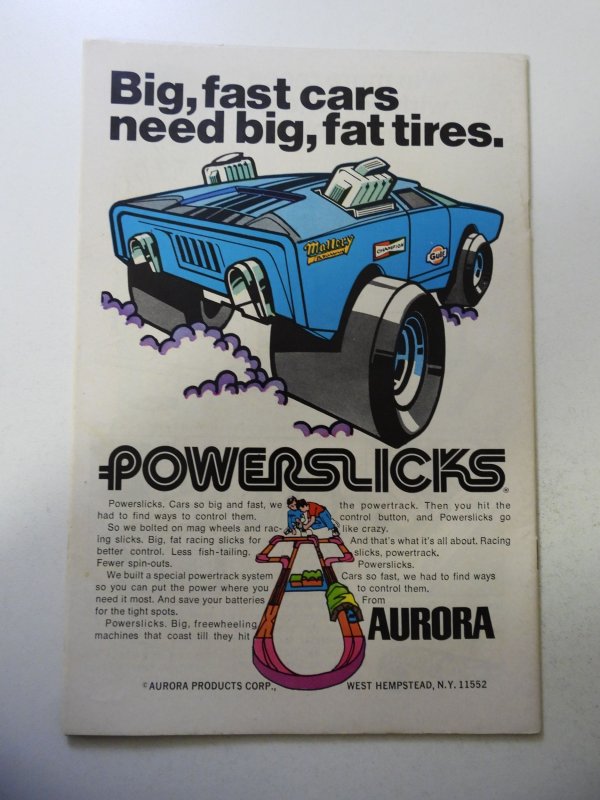 Big, fast cars
need big, fat tires.
Mallory
CHAMPION
Gulf
POWERSLICKS®
Powerslicks. Cars so big and fast, we
had to find ways to control them.
So we bolted on mag wheels and rac-
ing slicks. Big, fat racing slicks for
better control. Less fish-tailing.
Fewer spin-outs.
We built a special powertrack system
so you can put the power where you
need it most. And save your batteries
for the tight spots.
Powerslicks. Big, freewheeling
machines that coast till they hit
the powertrack. Then you hit the
control button, and Powerslicks go
like crazy.
And that's what it's all about. Racing
slicks, powertrack.
Powerslicks.
Cars so fast, we had to find ways
to control them.
From
AURORA
©AURORA PRODUCTS CORP., WEST HEMPSTEAD, N.Y. 11552